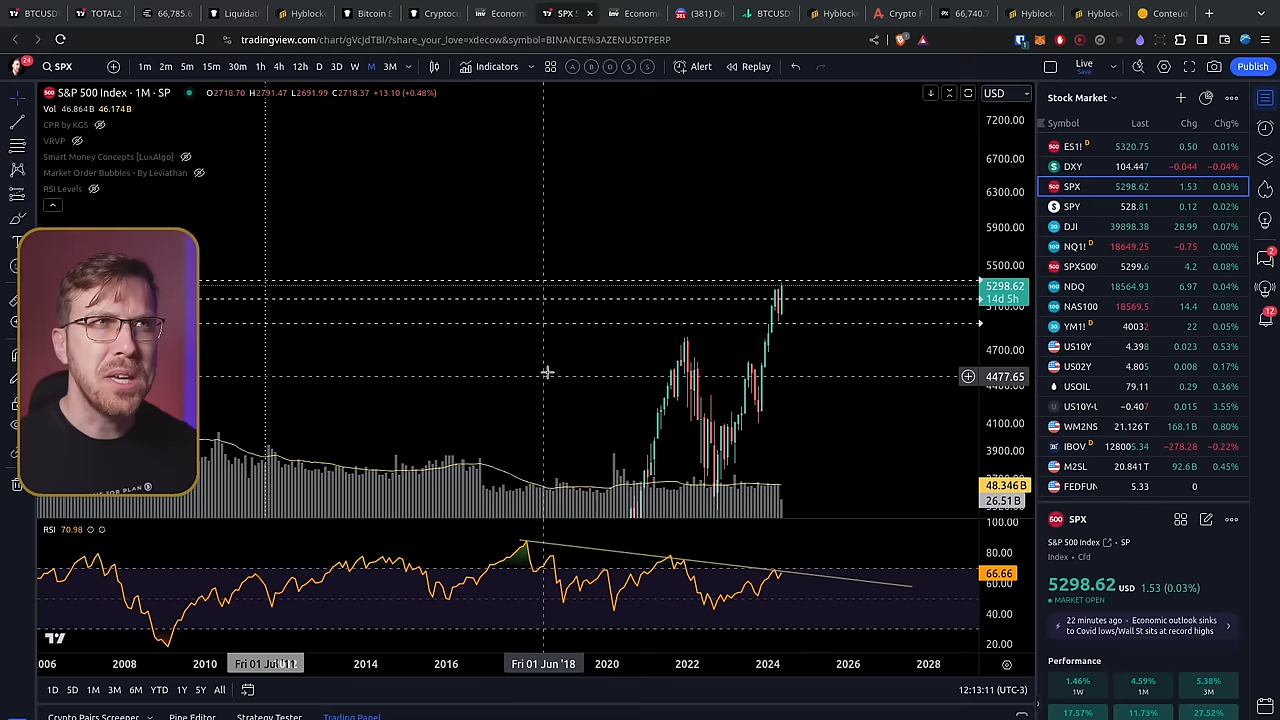 BTCUSDT
TOTAL2
66,785.6
Liquidati
Hyblock
Bitcoin E
Cryptocu
Economi
SPX 5
Economi
(381) Di
BTCUSDT
Hyblock
Crypto F
66,740.7
Hyblock
Hyblock
Conteúd
tradingview.com/chart/gVcJdTBl/?share_your_love=xdecow&symbol=BINANCE%3AZENUSDTPERP
24
SPX
1m 2m 5m 15m 30m 1h 4h 12h D 3D W M 3M
Indicators
Alert
Replay
Live
Save
Publish
S&P 500 Index · 1M · SP
O2718.70 H2791.47 L2691.99 C2718.37 +13.10 (+0.48%)
Vol 46.864B 46.174B
CPR by KGS
VRVP
Smart Money Concepts [LuxAlgo]
Market Order Bubbles - By Leviathan
RSI Levels
USD
7200.00
6700.00
6300.00
5900.00
5500.00
5298.62
14d 5h
4700.00
4477.65
4100.00
3900.00
48.346B
26.51B
RSI 70.98
100.00
80.00
66.66
60.00
40.00
20.00
006 2008 2010 2014 2016 Fri 01 Jun '18 2020 2022 2024 2026 2028
1D 5D 1M 3M 6M YTD 1Y 5Y All
12:13:11 (UTC-3)
Crypto Pairs Screener
Pine Editor
Strategy Tester
Trading Panel
Stock Market
Symbol Last Chg Chg%
ES1! D 5320.75 0.50 0.01%
DXY 104.447 −0.044 −0.04%
SPX 5298.62 1.53 0.03%
SPY 528.81 0.12 0.02%
DJI 39898.38 28.99 0.07%
NQ1! D 18649.25 −0.75 0.00%
SPX500 5299.6 4.2 0.08%
NDQ 18564.93 6.97 0.04%
NAS100 18569.5 14.4 0.08%
YM1! D 40032 22 0.05%
US10Y 4.398 0.023 0.53%
US02Y 4.805 0.008 0.17%
USOIL 79.11 0.29 0.36%
US10Y-U −0.407 0.015 3.55%
WM2NS 21.126T 168.1B 0.80%
IBOV D 128005.34 −278.28 −0.22%
M2SL 20.841T 92.6B 0.45%
FEDFUN 5.33 0
2
12
SPX
S&P 500 Index · SP
Index · Cfd
5298.62 USD 1.53 (0.03%)
MARKET OPEN
22 minutes ago · Economic outlook sinks
to Covid lows/Wall St sits at record highs
Performance
1.46% 4.59% 5.38%
1W 1M 3M
17.57% 11.73% 27.52%